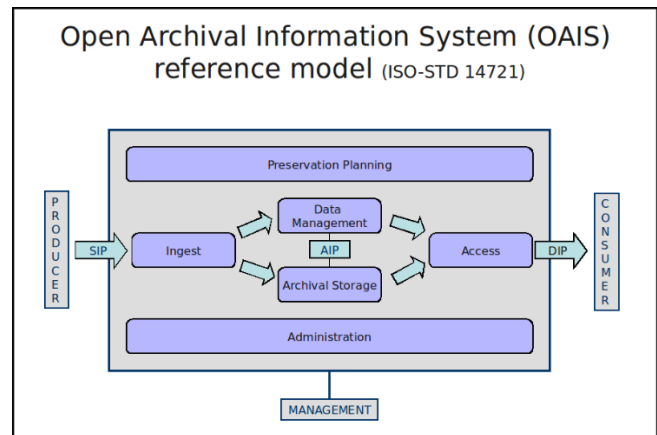 Open Archival Information System (OAIS)
reference model (ISO-STD 14721)
Preservation Planning
PRODUCER
SIP
Ingest
Data
Management
AIP
Archival Storage
Access
DIP
CONSUMER
Administration
MANAGEMENT